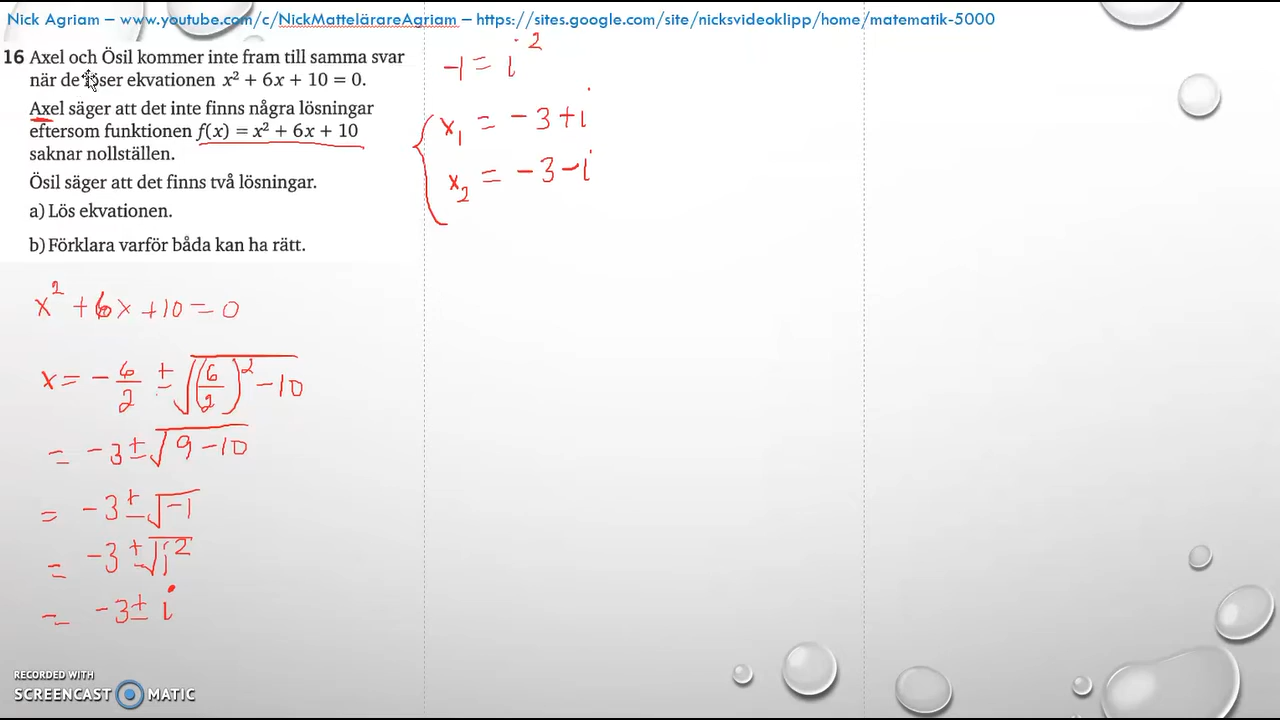 Nick Agriam – www.youtube.com/c/NickMattelärareAgriam – https://sites.google.com/site/nicksvideoklipp/home/matematik-5000
16 Axel och Ösil kommer inte fram till samma svar
när de löser ekvationen x² + 6x + 10 = 0.
Axel säger att det inte finns några lösningar
eftersom funktionen f(x) = x² + 6x + 10
saknar nollställen.
Ösil säger att det finns två lösningar.
a) Lös ekvationen.
b) Förklara varför båda kan ha rätt.
x² + 6x + 10 = 0
x = − 6/2 ± √((6/2)² − 10)
= −3 ± √(9 − 10)
= −3 ± √−1
= −3 ± √i²
= −3 ± i
−1 = i²
x₁ = −3 + i
x₂ = −3 − i
RECORDED WITH
SCREENCAST MATIC